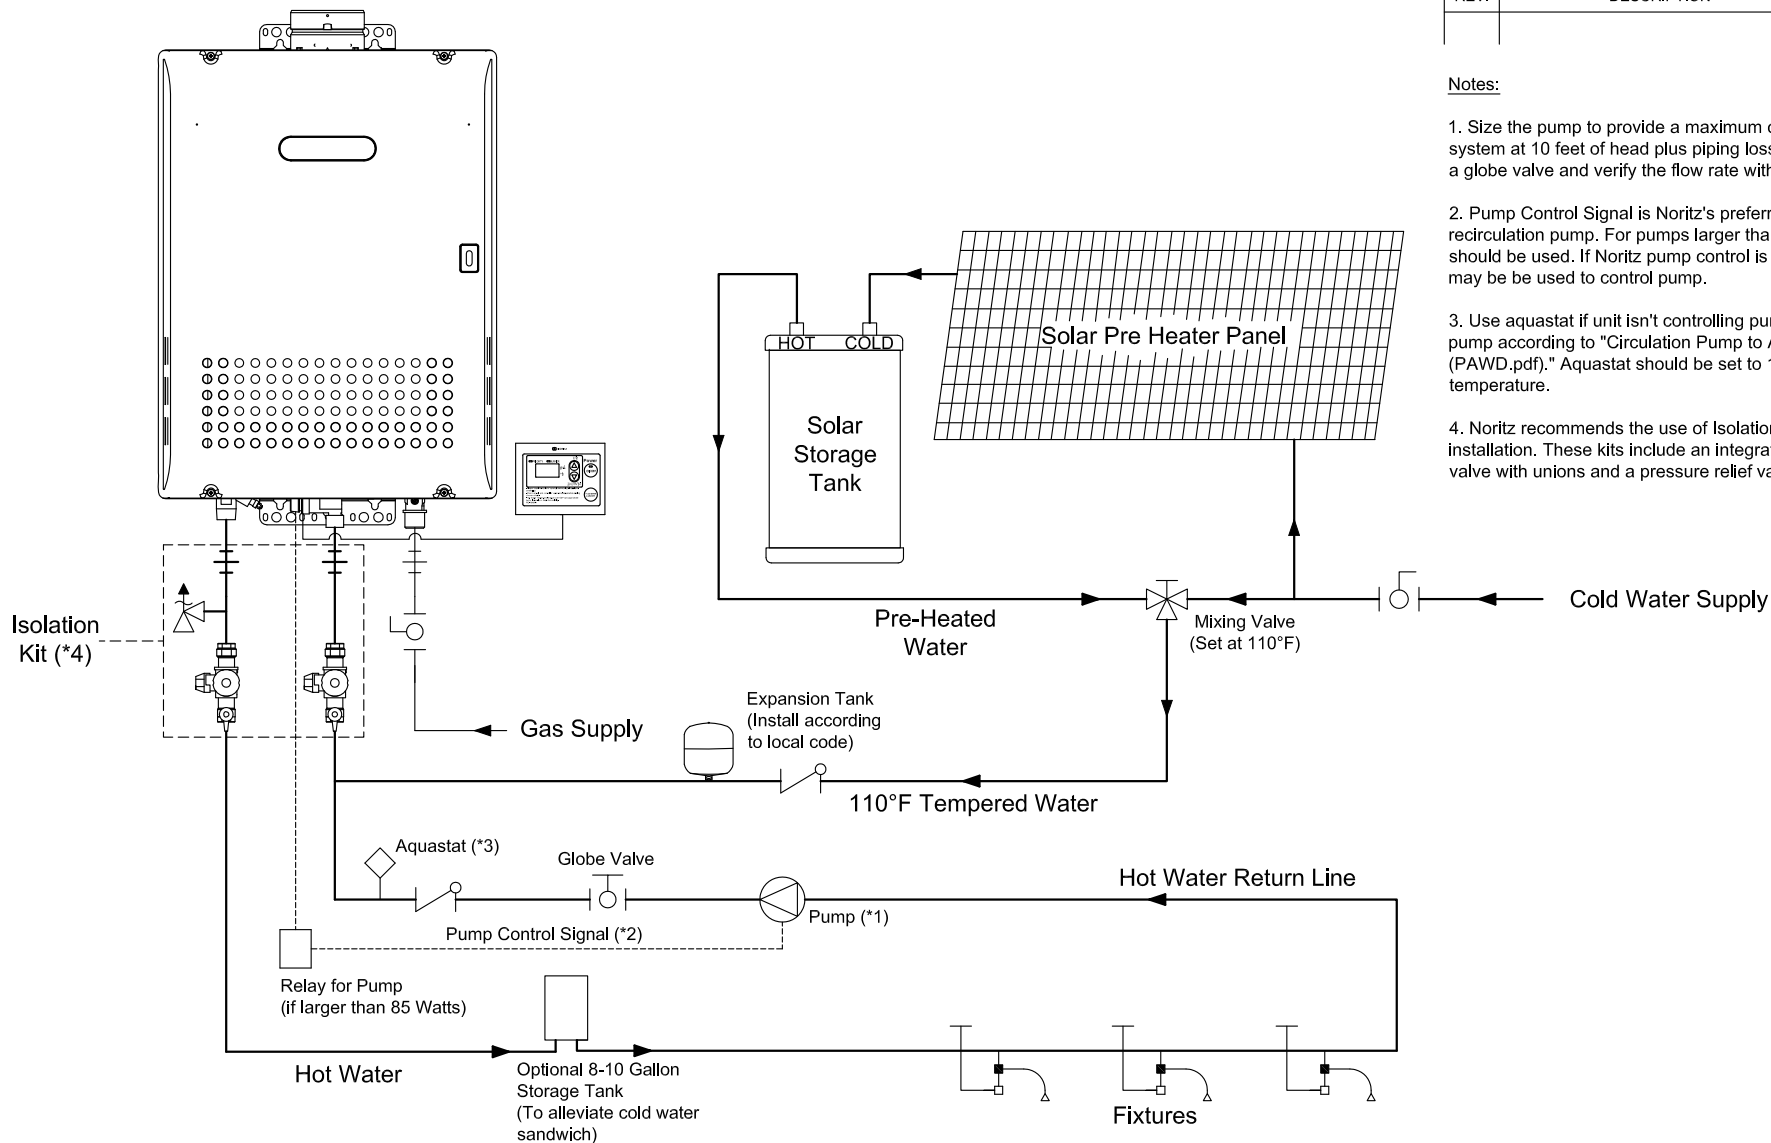 Notes:
1. Size the pump to provide a maximum
system at 10 feet of head plus piping loss
a globe valve and verify the flow rate with
2. Pump Control Signal is Noritz's
recirculation pump. For pumps larger
should be used. If Noritz pump control is
may be be used to control pump.
3. Use aquastat if unit isn't controlling
pump according to "Circulation Pump to
(PAWD.pdf)." Aquastat should be set to
temperature.
4. Noritz recommends the use of Isolation
installation. These kits include an
valve with unions and a pressure relief
Solar Pre Heater Panel
HOT COLD
Solar
Storage
Tank
Cold Water Supply
Pre-Heated
Water
Mixing Valve
(Set at 110°F)
Isolation
Kit (*4)
Gas Supply
Expansion Tank
(Install according
to local code)
110°F Tempered Water
Aquastat (*3)
Globe Valve
Hot Water Return Line
Pump (*1)
Pump Control Signal (*2)
Relay for Pump
(if larger than 85 Watts)
Hot Water
Optional 8-10 Gallon
Storage Tank
(To alleviate cold water
sandwich)
Fixtures